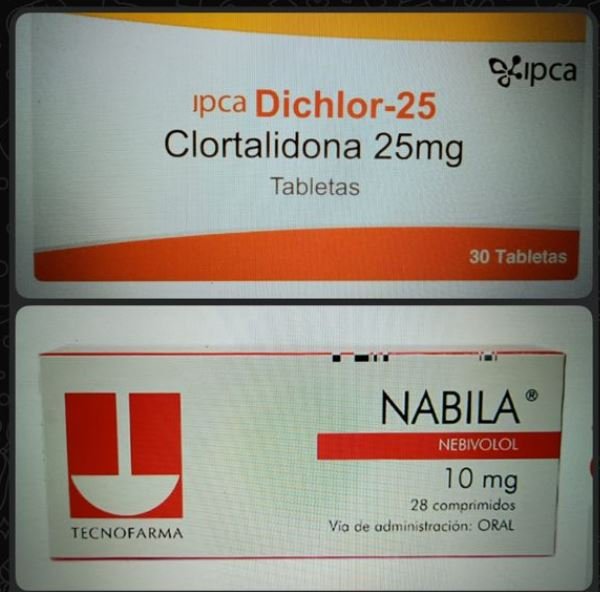 ipca
ipca Dichlor-25
Clortalidona 25mg
Tabletas
30 Tabletas
NABILA ®
NEBIVOLOL
10 mg
28 comprimidos
Vía de administración: ORAL
TECNOFARMA